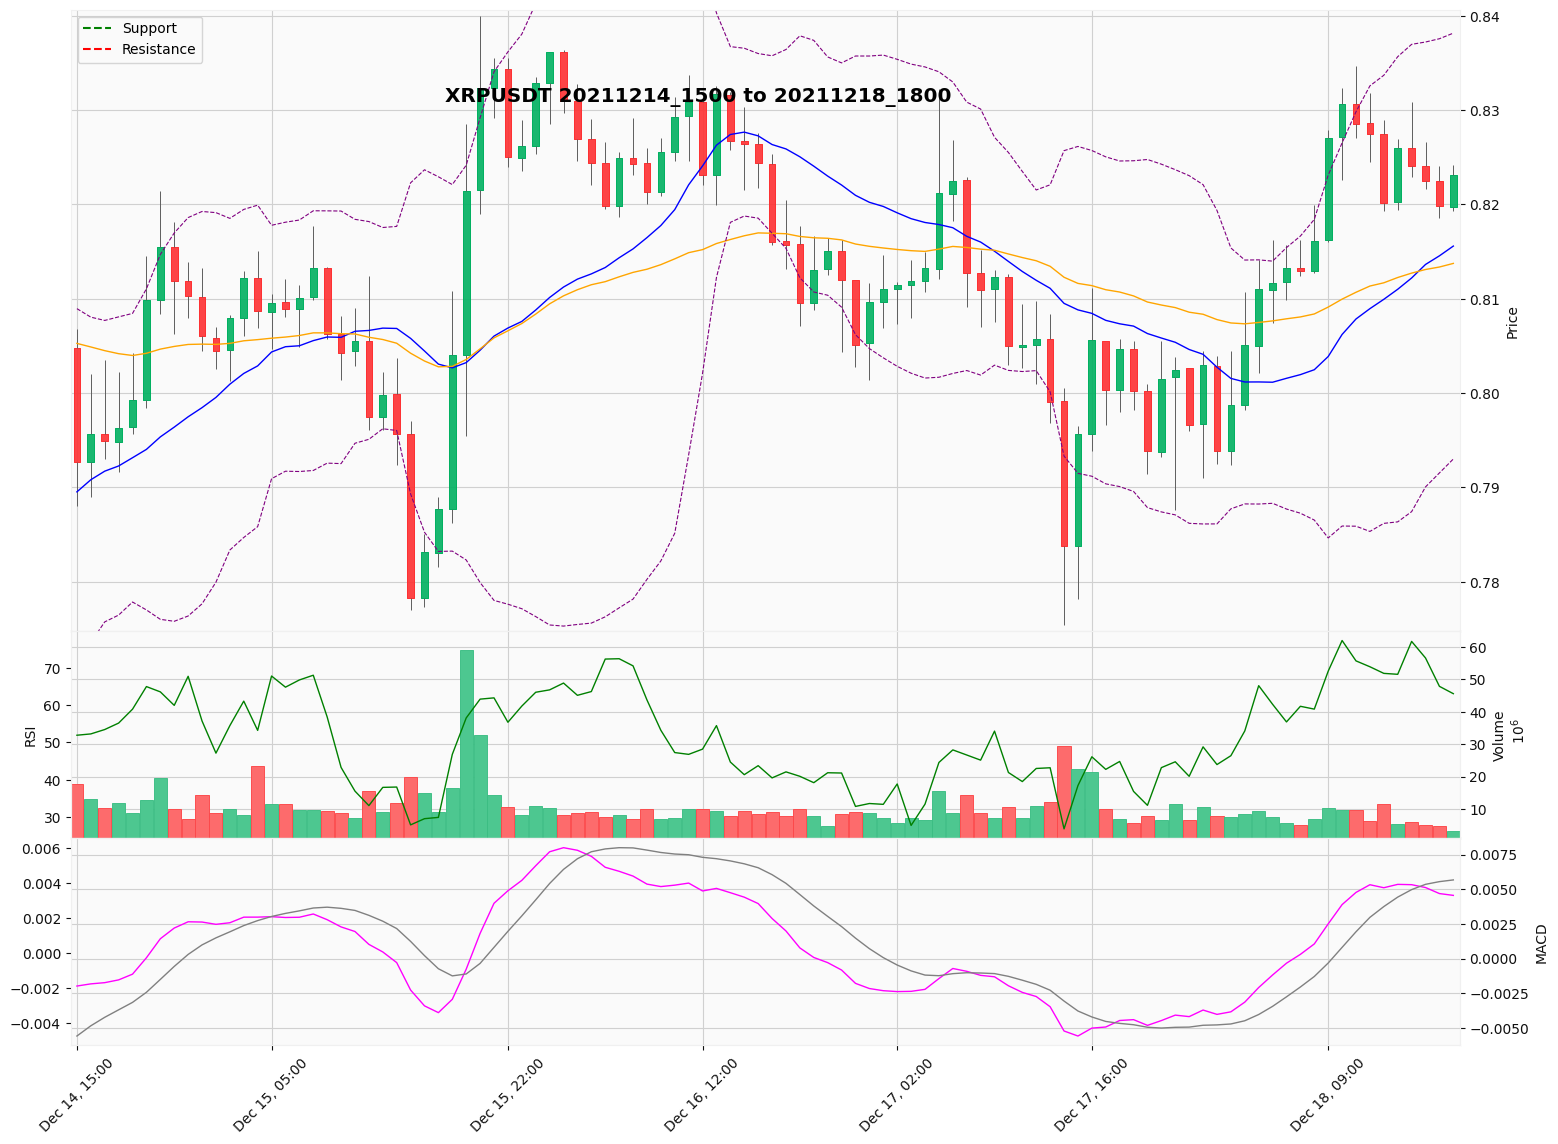 Support
Resistance
XRPUSDT 20211214_1500 to 20211218_1800
0.84
0.83
0.82
0.81
0.80
0.79
0.78
Price
70
60
50
40
30
RSI
60
50
40
30
20
10
Volume
10^6
0.006
0.004
0.002
0.000
−0.002
−0.004
0.0075
0.0050
0.0025
0.0000
−0.0025
−0.0050
MACD
Dec 14, 15:00
Dec 15, 05:00
Dec 15, 22:00
Dec 16, 12:00
Dec 17, 02:00
Dec 17, 16:00
Dec 18, 09:00